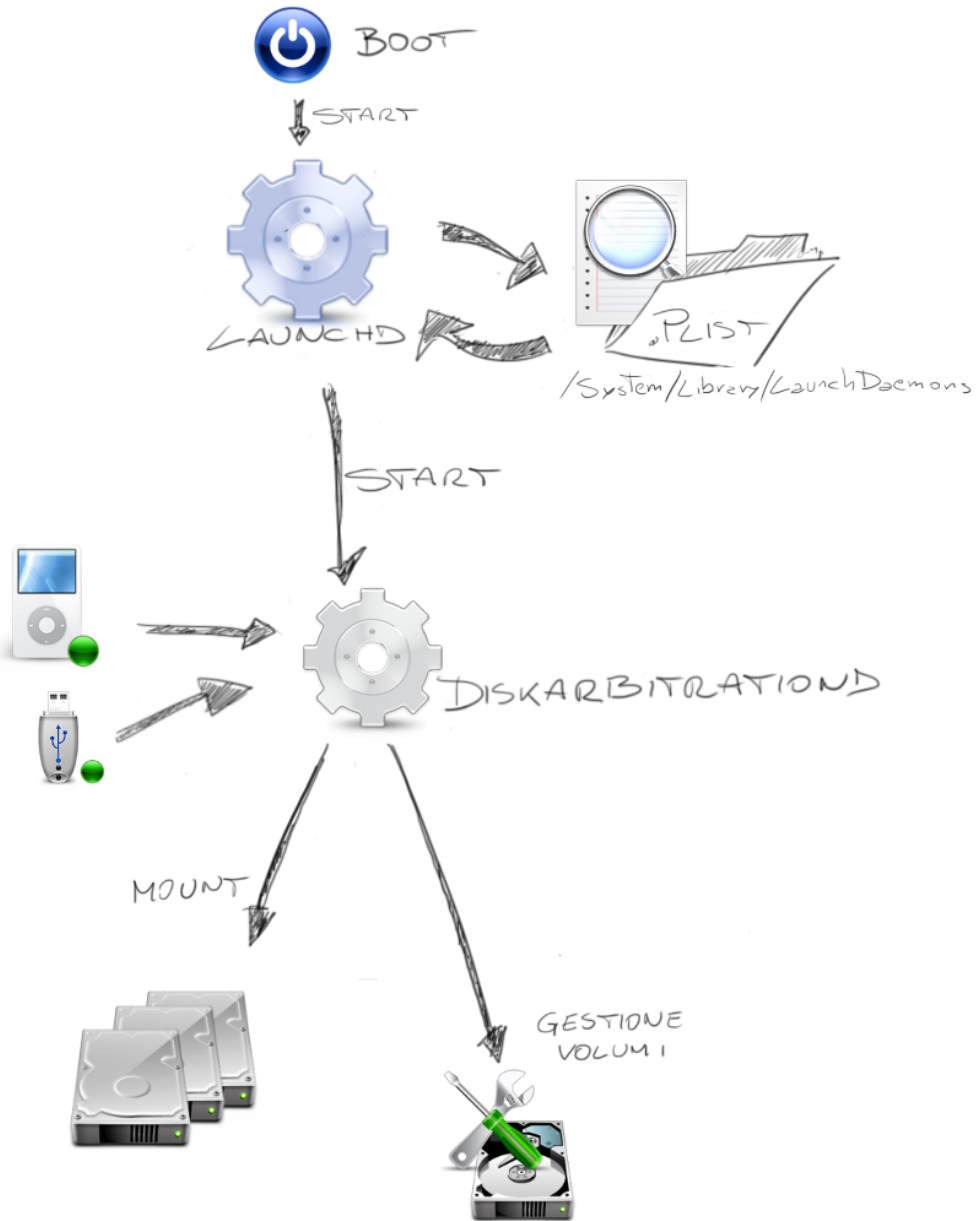 BOOT
START
LAUNCHD
.PLIST
/System/Library/LaunchDaemons
START
DISKARBITRATIOND
MOUNT
GESTIONE
VOLUMI